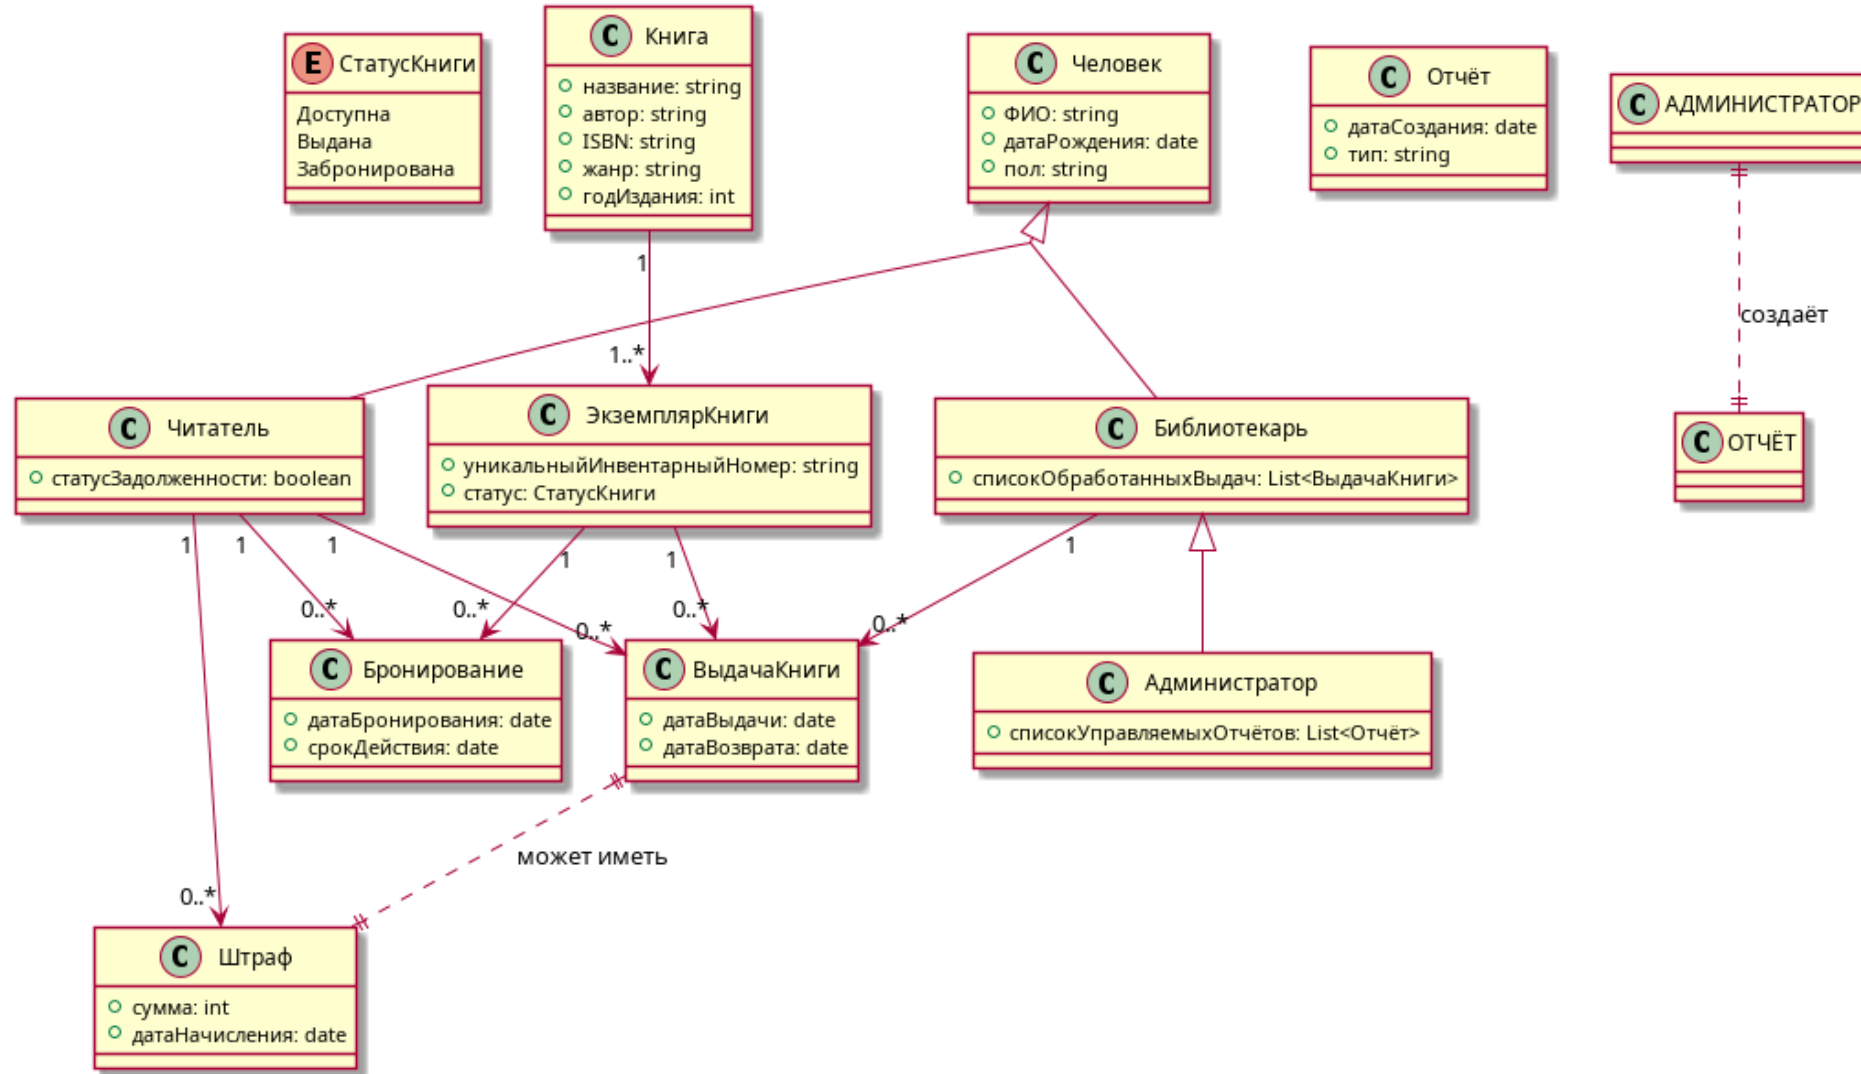 E СтатусКниги
Доступна
Выдана
Забронирована
C Книга
название: string
автор: string
ISBN: string
жанр: string
годИздания: int
C Человек
ФИО: string
датаРождения: date
пол: string
C Отчёт
датаСоздания: date
тип: string
C АДМИНИСТРАТОР
1
1..*
создаёт
C Читатель
статусЗадолженности: boolean
C ЭкземплярКниги
уникальныйИнвентарныйНомер: string
статус: СтатусКниги
C Библиотекарь
списокОбработанныхВыдач: List<ВыдачаКниги>
C ОТЧЁТ
1 1 1 1 1 1
0..* 0..* 0..* 0..* 0..*
C Бронирование
датаБронирования: date
срокДействия: date
C ВыдачаКниги
датаВыдачи: date
датаВозврата: date
C Администратор
списокУправляемыхОтчётов: List<Отчёт>
может иметь
0..*
C Штраф
сумма: int
датаНачисления: date